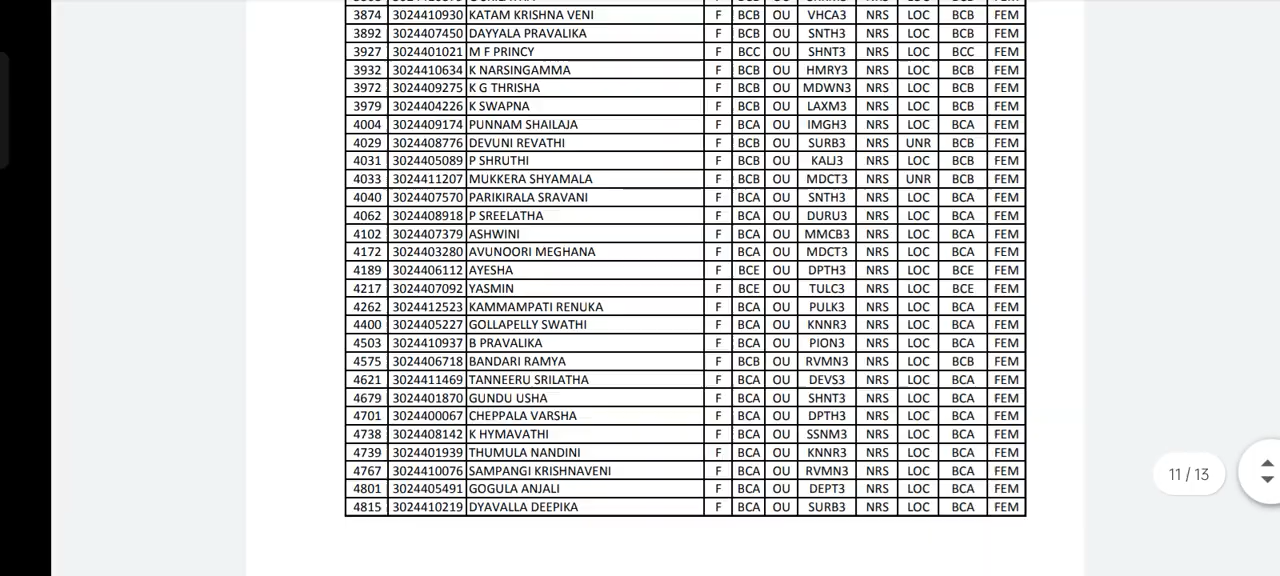 3874 3024410930 KATAM KRISHNA VENI F BCB OU VHCA3 NRS LOC BCB FEM
3892 3024407450 DAYYALA PRAVALIKA F BCB OU SNTH3 NRS LOC BCB FEM
3927 3024401021 M F PRINCY F BCC OU SHNT3 NRS LOC BCC FEM
3932 3024410634 K NARSINGAMMA F BCB OU HMRY3 NRS LOC BCB FEM
3972 3024409275 K G THRISHA F BCB OU MDWN3 NRS LOC BCB FEM
3979 3024404226 K SWAPNA F BCB OU LAXM3 NRS LOC BCB FEM
4004 3024409174 PUNNAM SHAILAJA F BCA OU IMGH3 NRS LOC BCA FEM
4029 3024408776 DEVUNI REVATHI F BCB OU SURB3 NRS UNR BCB FEM
4031 3024405089 P SHRUTHI F BCB OU KALJ3 NRS LOC BCB FEM
4033 3024411207 MUKKERA SHYAMALA F BCB OU MDCT3 NRS UNR BCB FEM
4040 3024407570 PARIKIRALA SRAVANI F BCA OU SNTH3 NRS LOC BCA FEM
4062 3024408918 P SREELATHA F BCA OU DURU3 NRS LOC BCA FEM
4102 3024407379 ASHWINI F BCA OU MMCB3 NRS LOC BCA FEM
4172 3024403280 AVUNOORI MEGHANA F BCA OU MDCT3 NRS LOC BCA FEM
4189 3024406112 AYESHA F BCE OU DPTH3 NRS LOC BCE FEM
4217 3024407092 YASMIN F BCE OU TULC3 NRS LOC BCE FEM
4262 3024412523 KAMMAMPATI RENUKA F BCA OU PULK3 NRS LOC BCA FEM
4400 3024405227 GOLLAPELLY SWATHI F BCA OU KNNR3 NRS LOC BCA FEM
4503 3024410937 B PRAVALIKA F BCA OU PION3 NRS LOC BCA FEM
4575 3024406718 BANDARI RAMYA F BCB OU RVMN3 NRS LOC BCB FEM
4621 3024411469 TANNEERU SRILATHA F BCA OU DEVS3 NRS LOC BCA FEM
4679 3024401870 GUNDU USHA F BCA OU SHNT3 NRS LOC BCA FEM
4701 3024400067 CHEPPALA VARSHA F BCA OU DPTH3 NRS LOC BCA FEM
4738 3024408142 K HYMAVATHI F BCA OU SSNM3 NRS LOC BCA FEM
4739 3024401939 THUMULA NANDINI F BCA OU KNNR3 NRS LOC BCA FEM
4767 3024410076 SAMPANGI KRISHNAVENI F BCA OU RVMN3 NRS LOC BCA FEM
4801 3024405491 GOGULA ANJALI F BCA OU DEPT3 NRS LOC BCA FEM
4815 3024410219 DYAVALLA DEEPIKA F BCA OU SURB3 NRS LOC BCA FEM
11 / 13